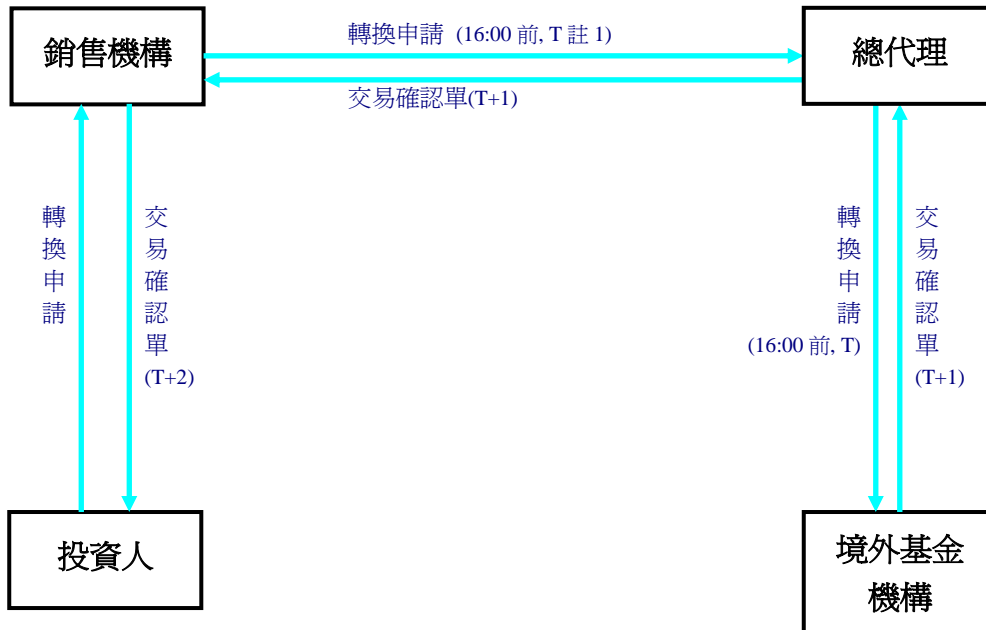 銷售機構
轉換申請 (16:00 前, T 註 1)
總代理
交易確認單(T+1)
轉換申請
交易確認單
(T+2)
轉換申請
(16:00 前, T)
交易確認單
(T+1)
投資人
境外基金
機構